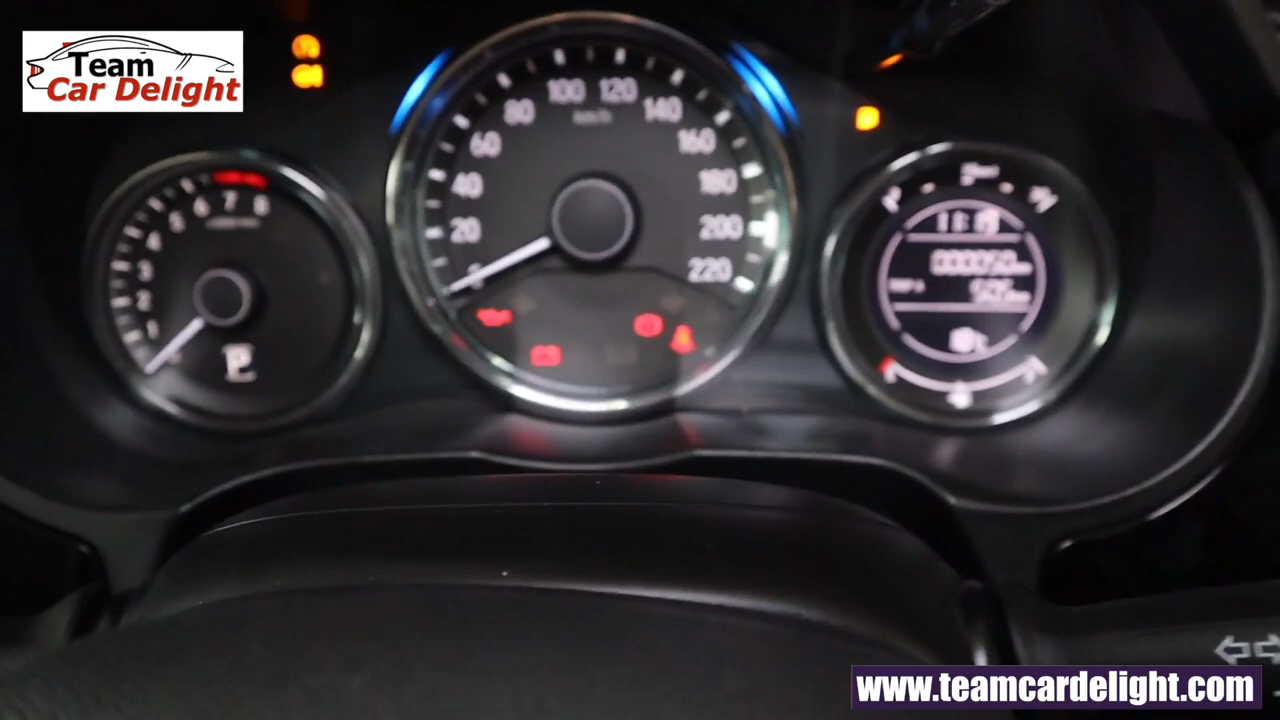 Team
Car Delight
100 120
80 140
km/h
60 160
40 180
20 200
220
1 2 3 4 5 6 7 8
000050
www.teamcardelight.com